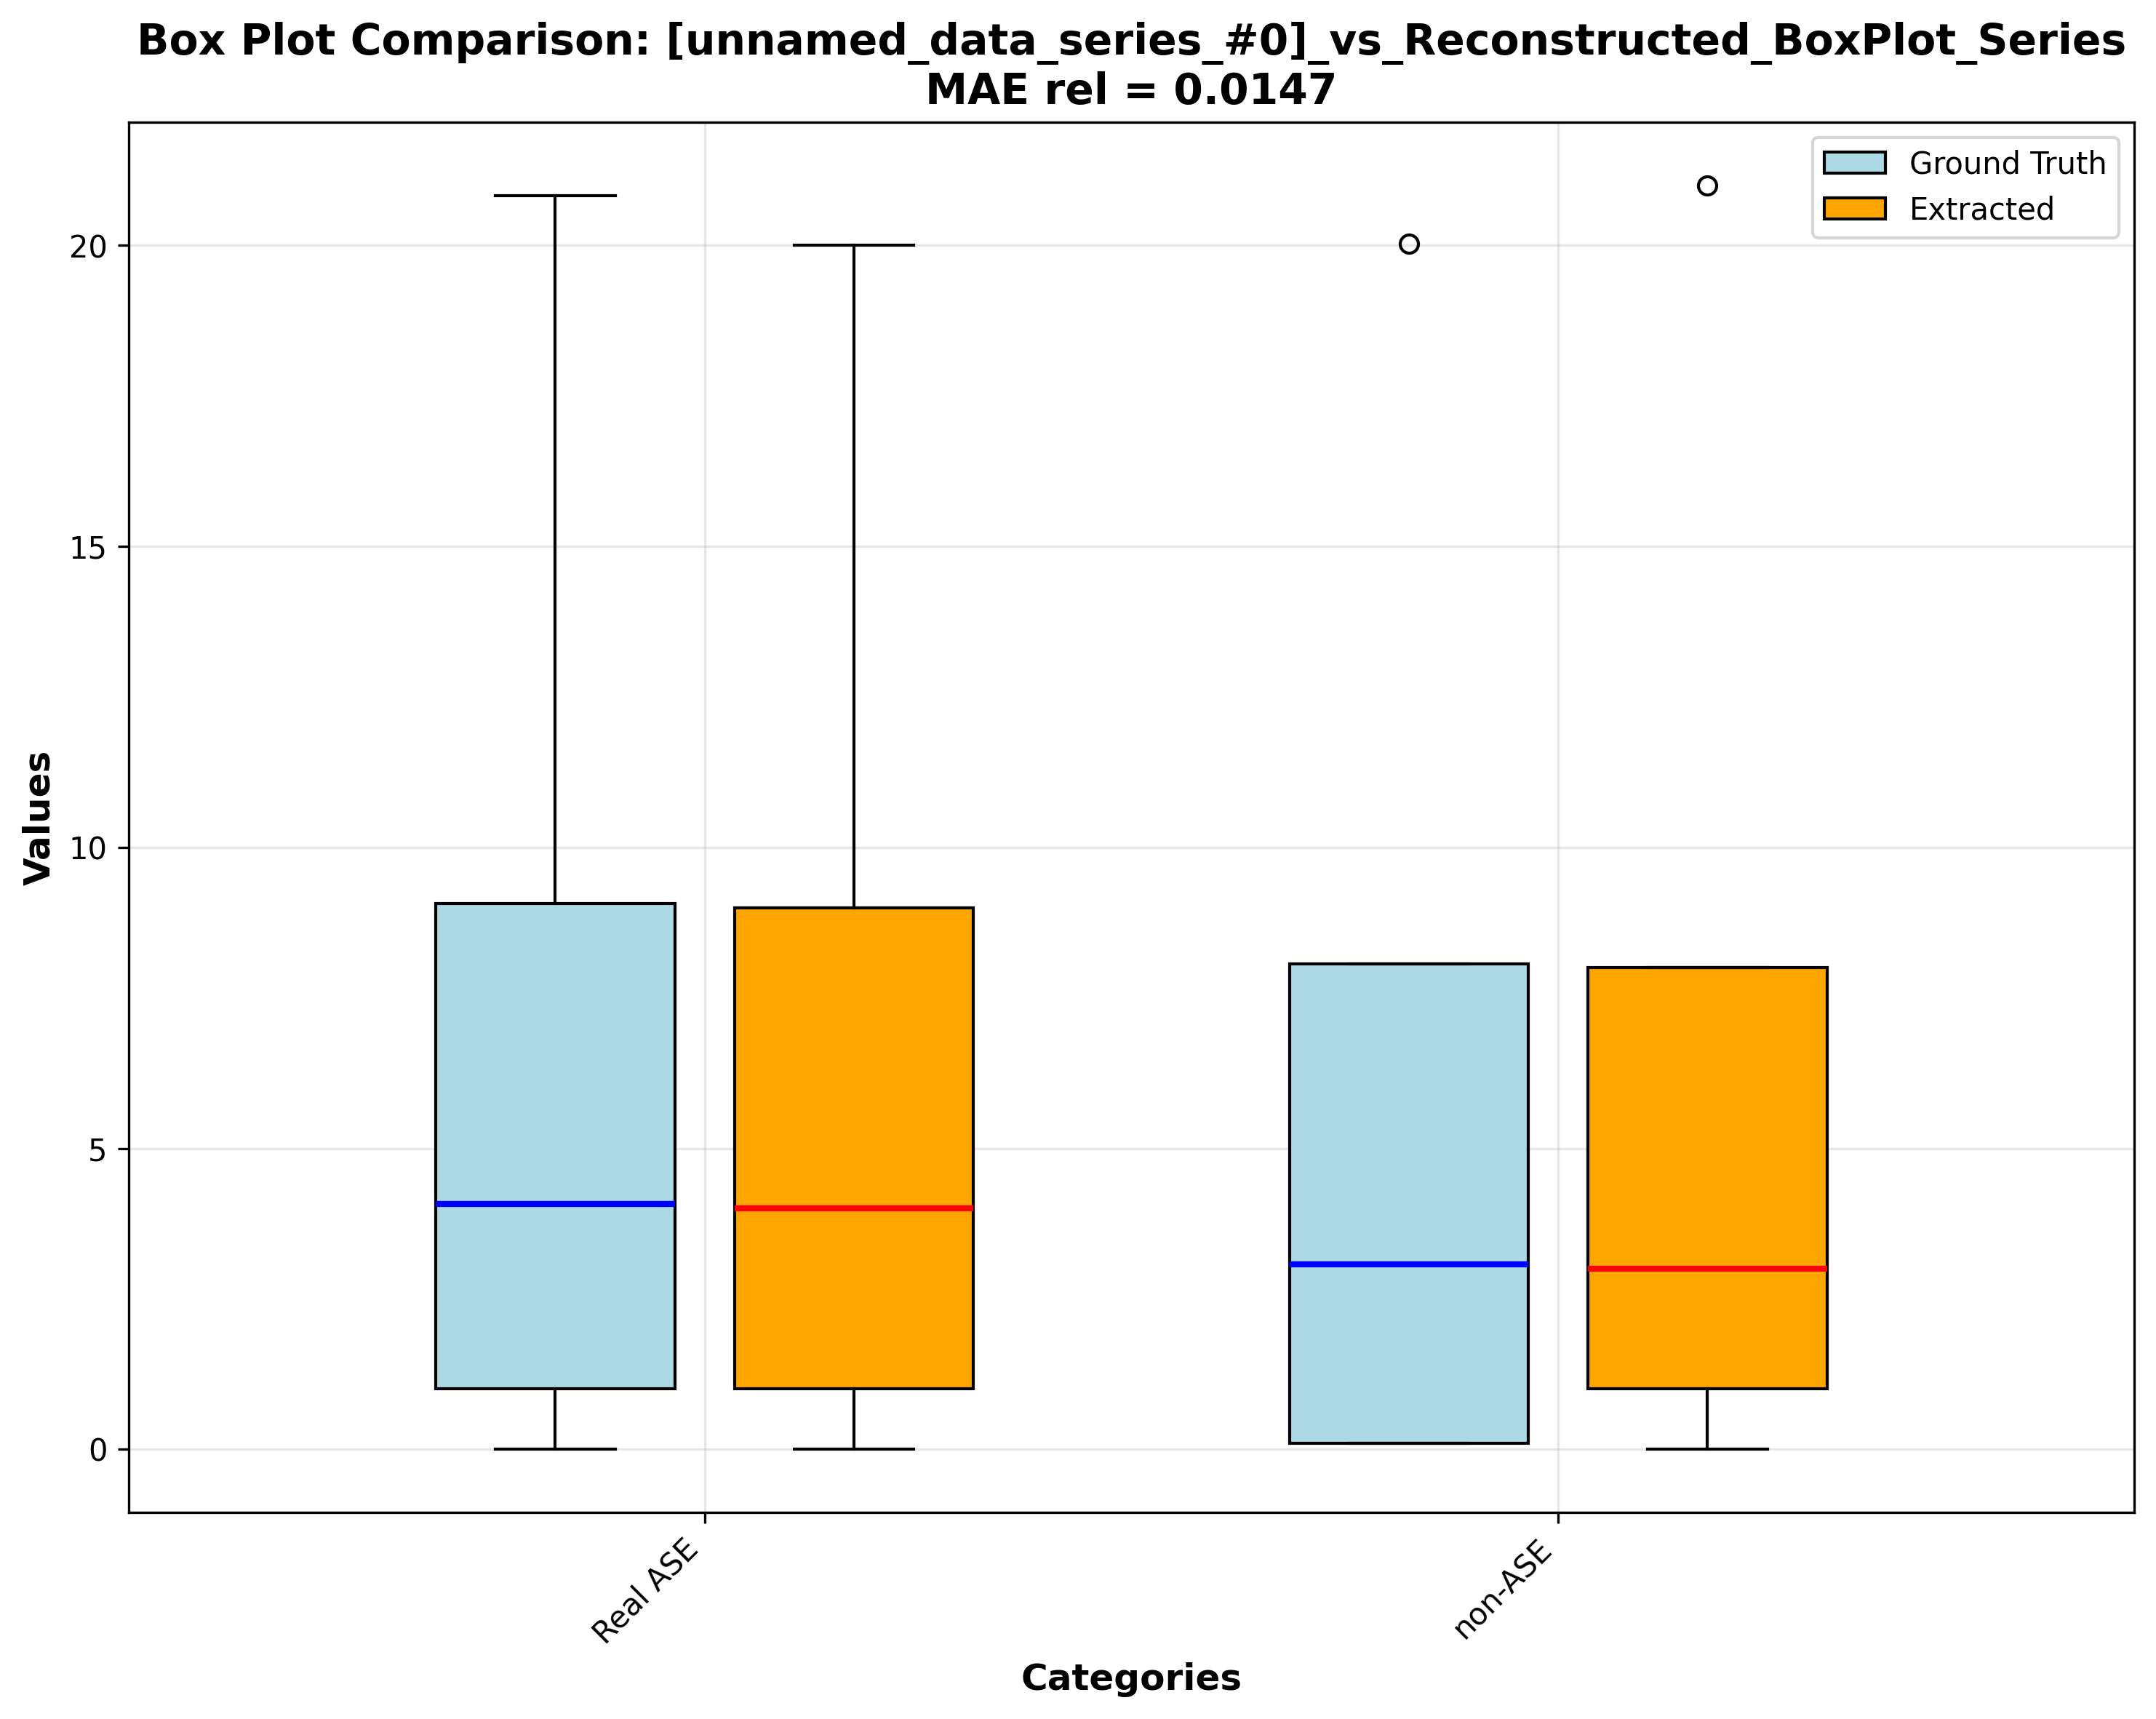 Box Plot Comparison: [unnamed_data_series_#0]_vs_Reconstructed_BoxPlot_Series
MAE rel = 0.0147
Ground Truth
Extracted
20
15
10
5
0
Values
Real ASE
non-ASE
Categories